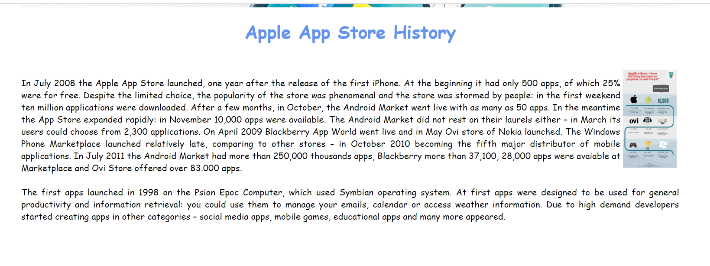 Apple App Store History
In July 2008 the Apple App Store launched, one year after the release of the first iPhone. At the beginning it had only 500 apps, of which 25%
were for free. Despite the limited choice, the popularity of the store was phenomenal and the store was stormed by people: in the first weekend
ten million applications were downloaded. After a few months, in October, the Android Market went live with as many as 50 apps. In the meantime
the App Store expanded rapidly: in November 10,000 apps were available. The Android Market did not rest on their laurels either – in March its
users could choose from 2,300 applications. On April 2009 Blackberry App World went live and in May Ovi store of Nokia launched. The Windows
Phone Marketplace launched relatively late, comparing to other stores – in October 2010 becoming the fifth major distributor of mobile
applications. In July 2011 the Android Market had more than 250,000 thousands apps, Blackberry more than 37,100, 28,000 apps were avaiable at
Marketplace and Ovi Store offered over 83.000 apps.
The first apps launched in 1998 on the Psion Epoc Computer, which used Symbian operating system. At first apps were designed to be used for general
productivity and information retrieval: you could use them to manage your emails, calendar or access weather information. Due to high demand developers
started creating apps in other categories – social media apps, mobile games, educational apps and many more appeared.
10,000
ovi